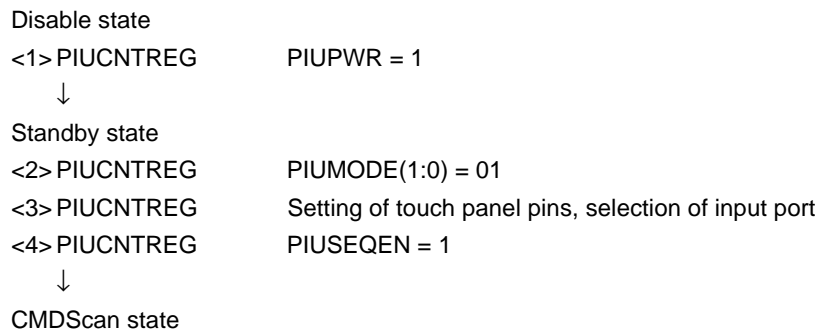 Disable state
<1> PIUCNTREG PIUPWR = 1
↓
Standby state
<2> PIUCNTREG PIUMODE(1:0) = 01
<3> PIUCNTREG Setting of touch panel pins, selection of input port
<4> PIUCNTREG PIUSEQEN = 1
↓
CMDScan state